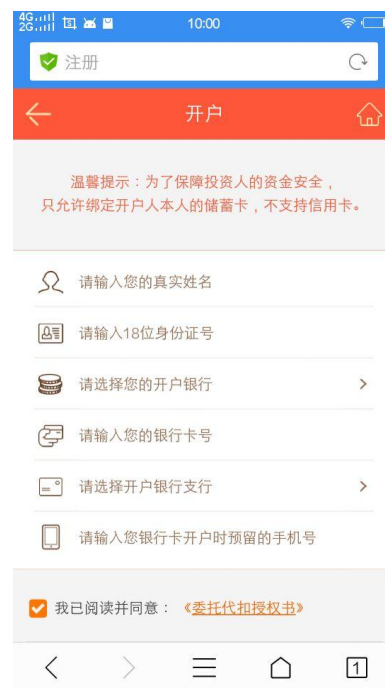 4G
2G
10:00
注册
开户
温馨提示：为了保障投资人的资金安全，
只允许绑定开户人本人的储蓄卡，不支持信用卡。
请输入您的真实姓名
请输入18位身份证号
请选择您的开户银行
请输入您的银行卡号
请选择开户银行支行
请输入您银行卡开户时预留的手机号
我已阅读并同意：《委托代扣授权书》
1